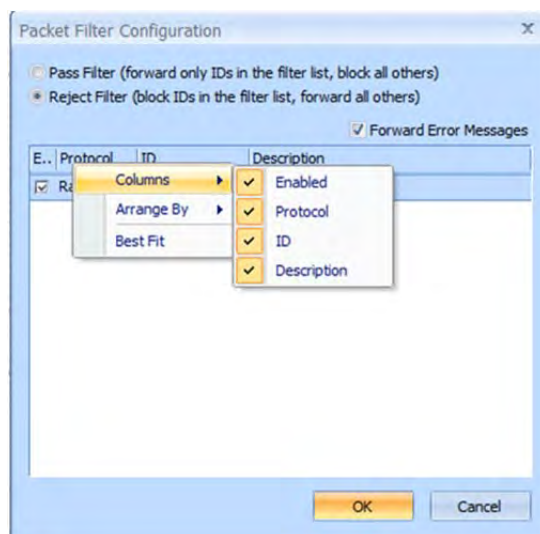 Packet Filter Configuration
Pass Filter (forward only IDs in the filter list, block all others)
Reject Filter (block IDs in the filter list, forward all others)
Forward Error Messages
E.. Protocol ID Description
Columns
Arrange By
Best Fit
Enabled
Protocol
ID
Description
OK Cancel